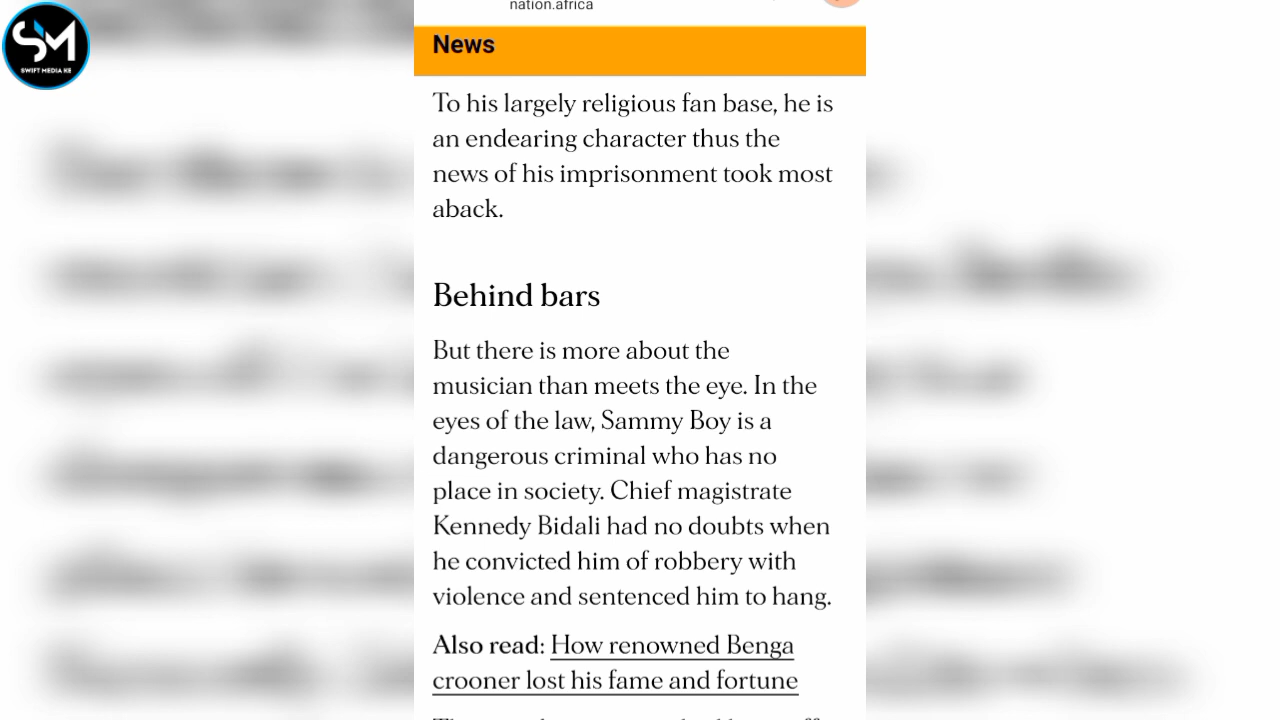 SM
SWIFT MEDIA KE
nation.africa
News
To his largely religious fan base, he is
an endearing character thus the
news of his imprisonment took most
aback.
Behind bars
But there is more about the
musician than meets the eye. In the
eyes of the law, Sammy Boy is a
dangerous criminal who has no
place in society. Chief magistrate
Kennedy Bidali had no doubts when
he convicted him of robbery with
violence and sentenced him to hang.
Also read: How renowned Benga
crooner lost his fame and fortune